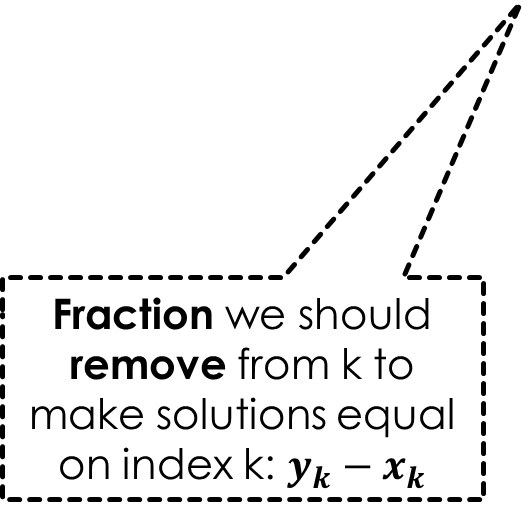 Fraction we should
remove from k to
make solutions equal
on index k: yₖ − xₖ